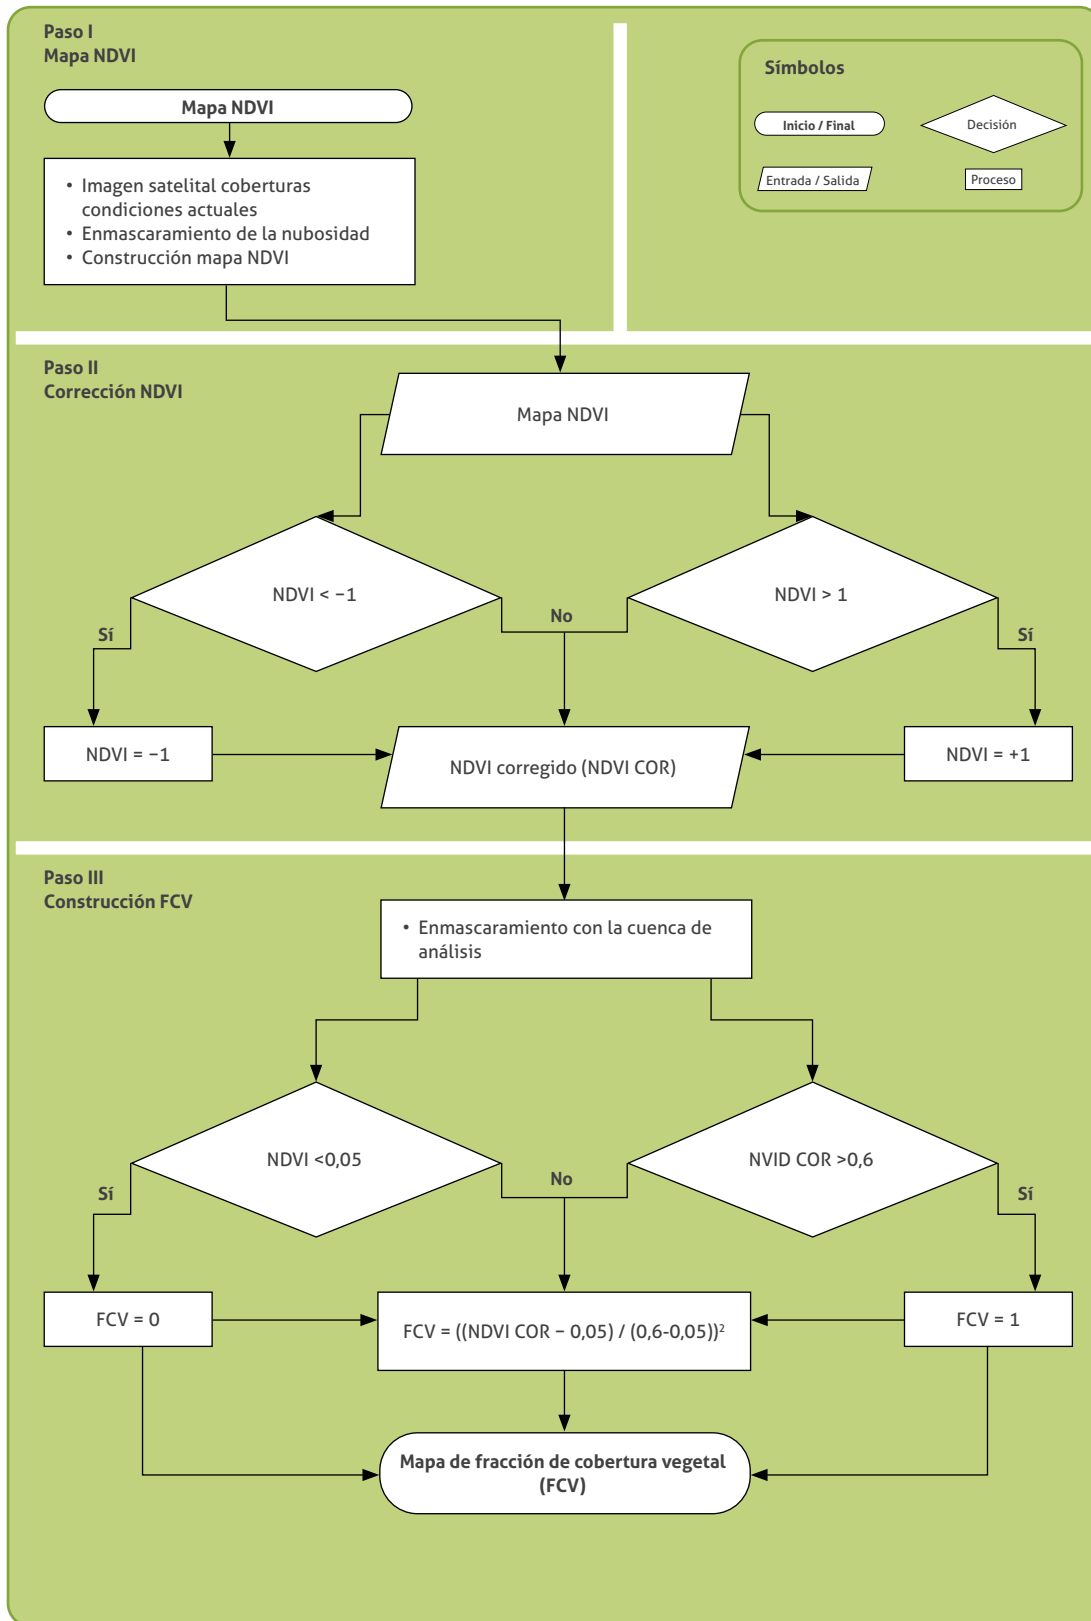 Paso I
Mapa NDVI
Mapa NDVI
• Imagen satelital coberturas
condiciones actuales
• Enmascaramiento de la nubosidad
• Construcción mapa NDVI
Símbolos
Inicio / Final
Decisión
Entrada / Salida
Proceso
Paso II
Corrección NDVI
Mapa NDVI
NDVI < −1
NDVI > 1
No
Sí
Sí
NDVI = −1
NDVI corregido (NDVI COR)
NDVI = +1
Paso III
Construcción FCV
• Enmascaramiento con la cuenca de
análisis
NDVI <0,05
NVID COR >0,6
No
Sí
Sí
FCV = 0
FCV = ((NDVI COR − 0,05) / (0,6-0,05))²
FCV = 1
Mapa de fracción de cobertura vegetal
(FCV)